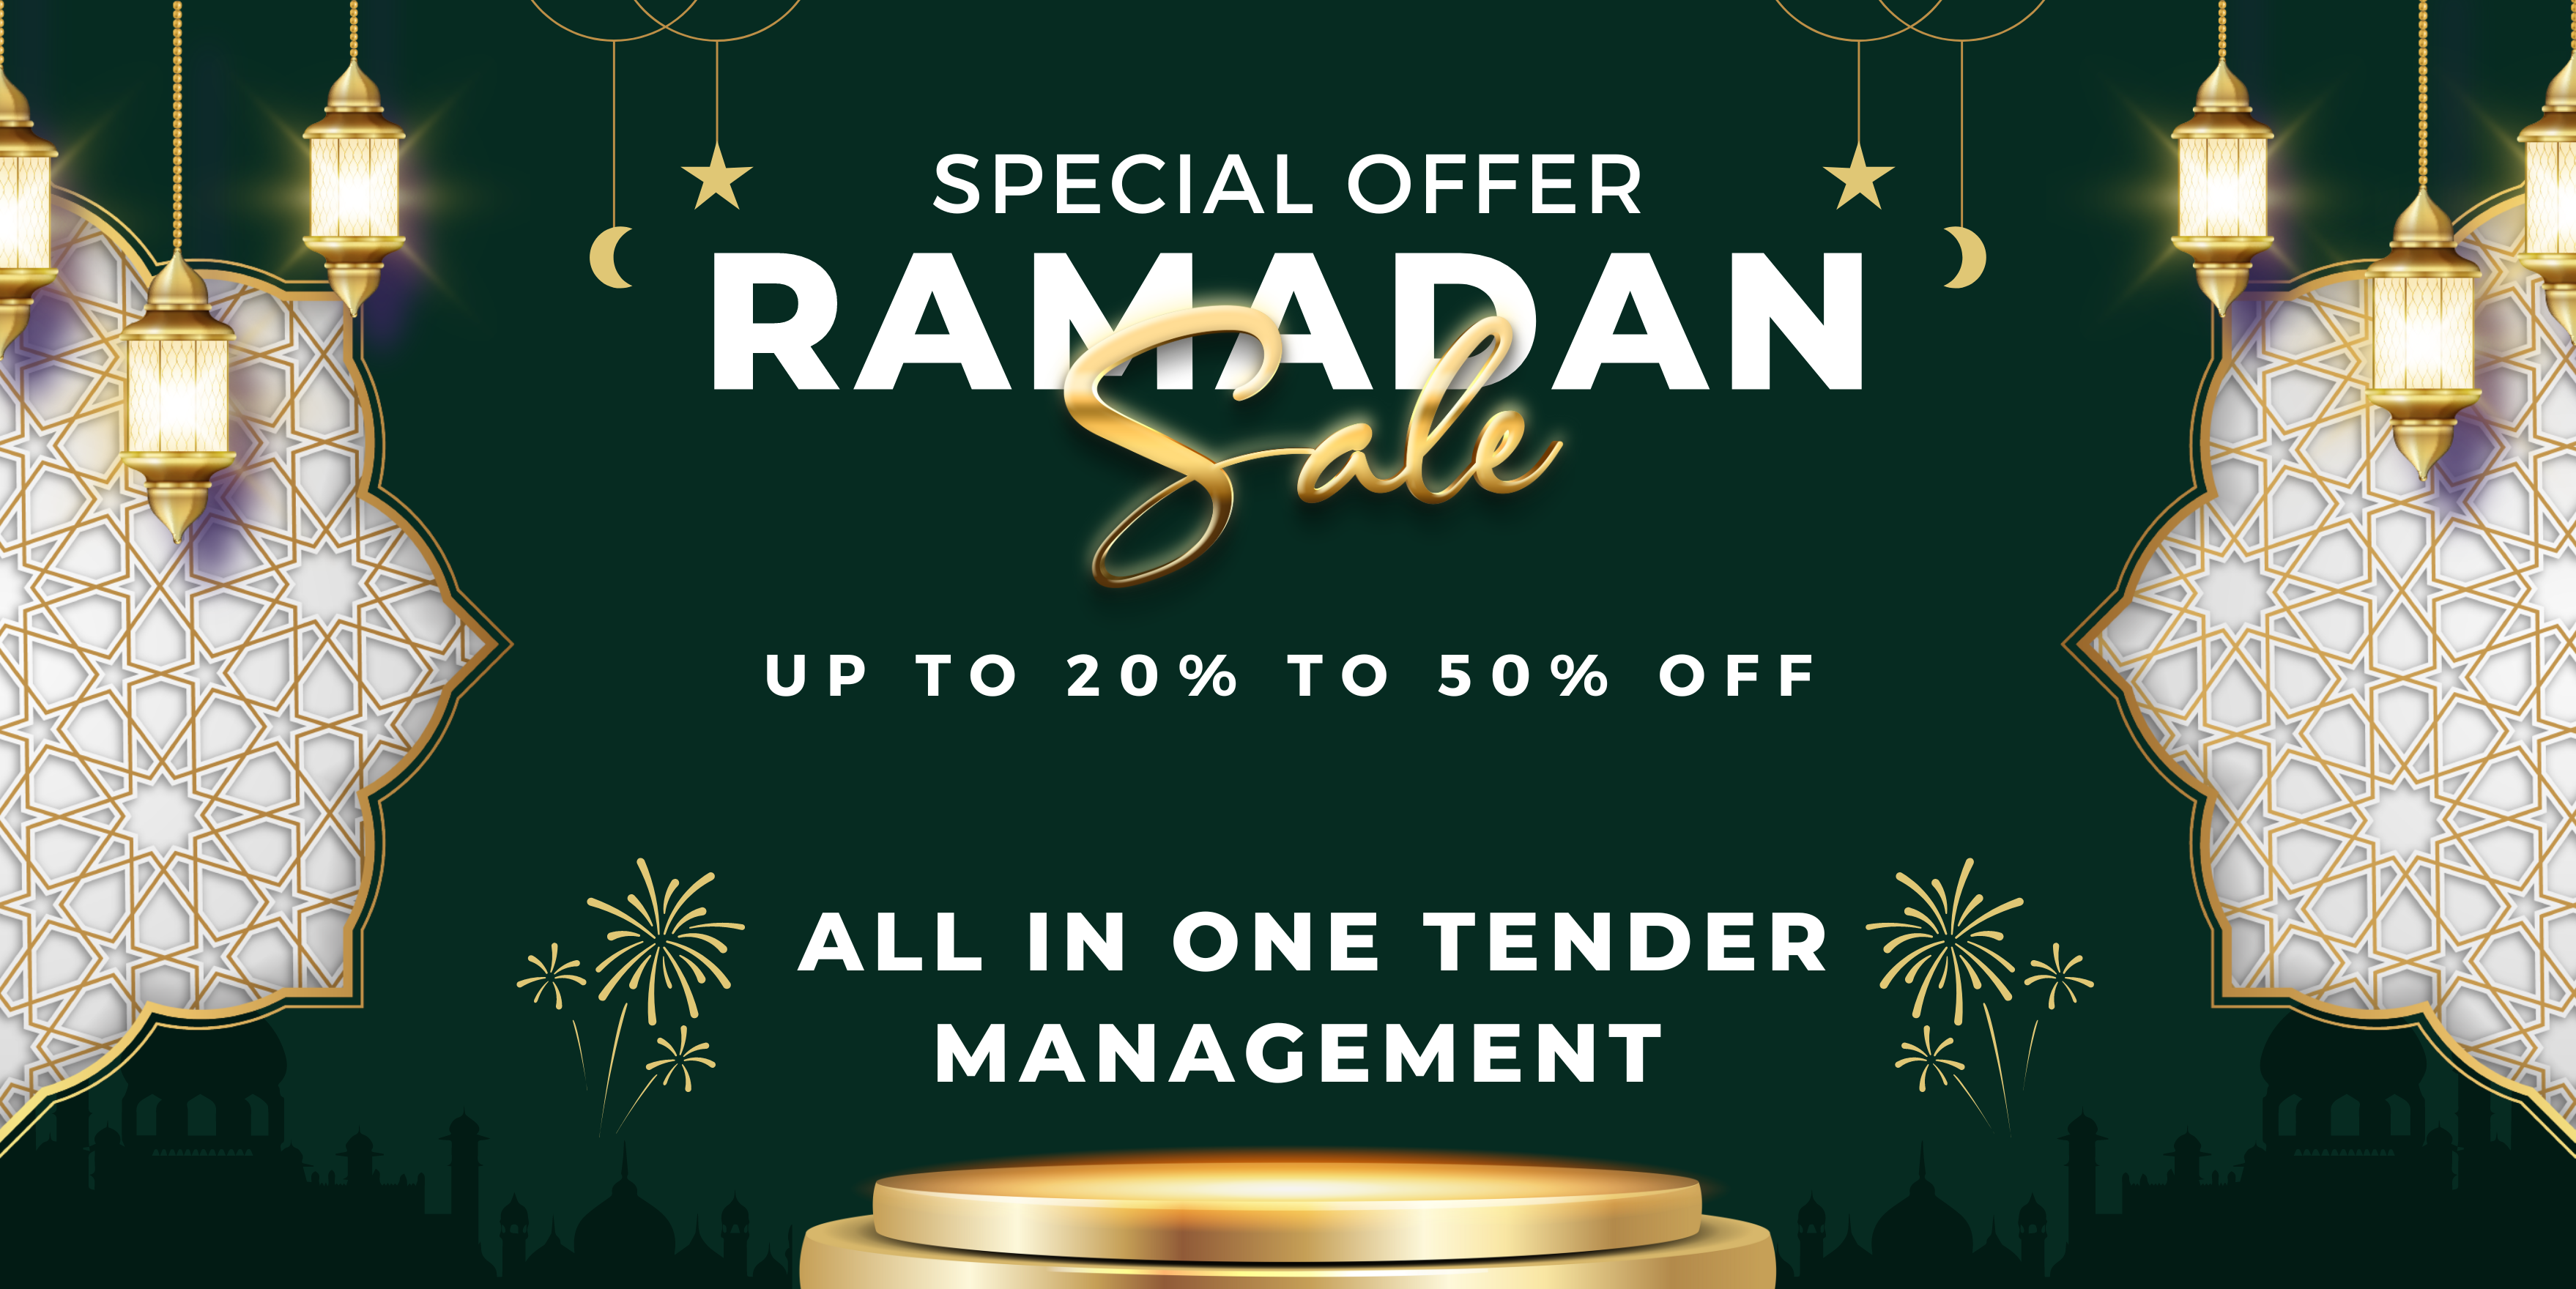 SPECIAL OFFER
RAMADAN
Sale
UP TO 20% TO 50% OFF
ALL IN ONE TENDER
MANAGEMENT